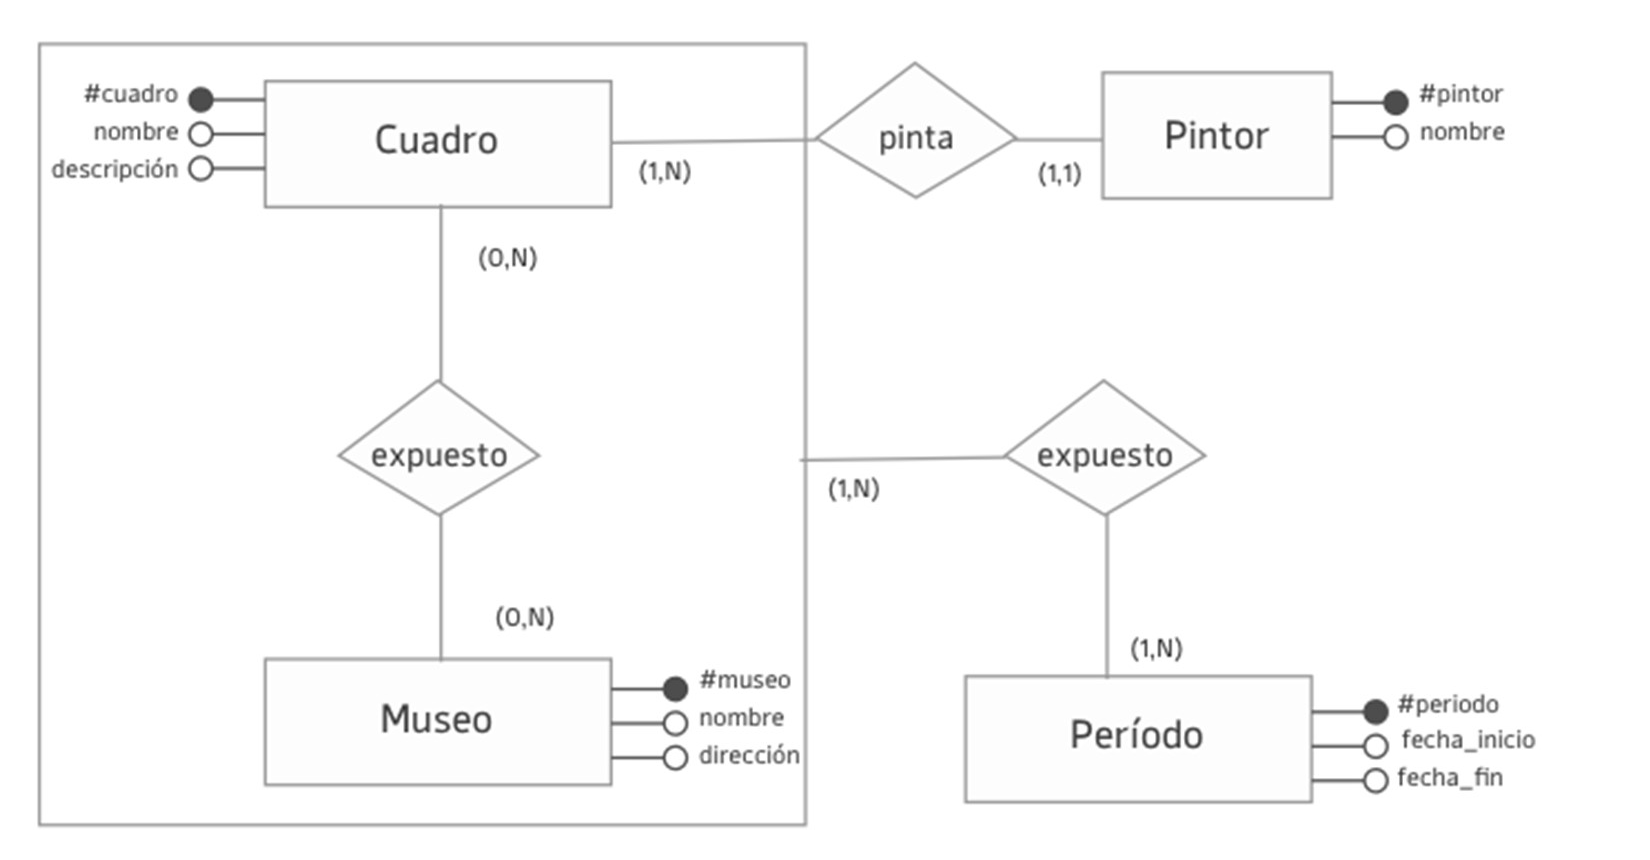 #cuadro
nombre
descripción
Cuadro
(1,N)
pinta
(1,1)
Pintor
#pintor
nombre
(0,N)
expuesto
(0,N)
Museo
#museo
nombre
dirección
(1,N)
expuesto
(1,N)
Período
#periodo
fecha_inicio
fecha_fin